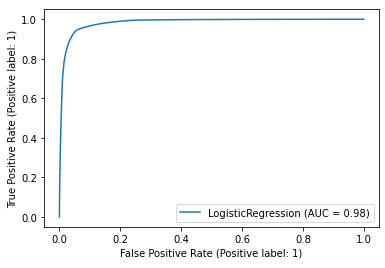 True Positive Rate (Positive label: 1)
1.0
0.8
0.6
0.4
0.2
0.0
LogisticRegression (AUC = 0.98)
0.0 0.2 0.4 0.6 0.8 1.0
False Positive Rate (Positive label: 1)